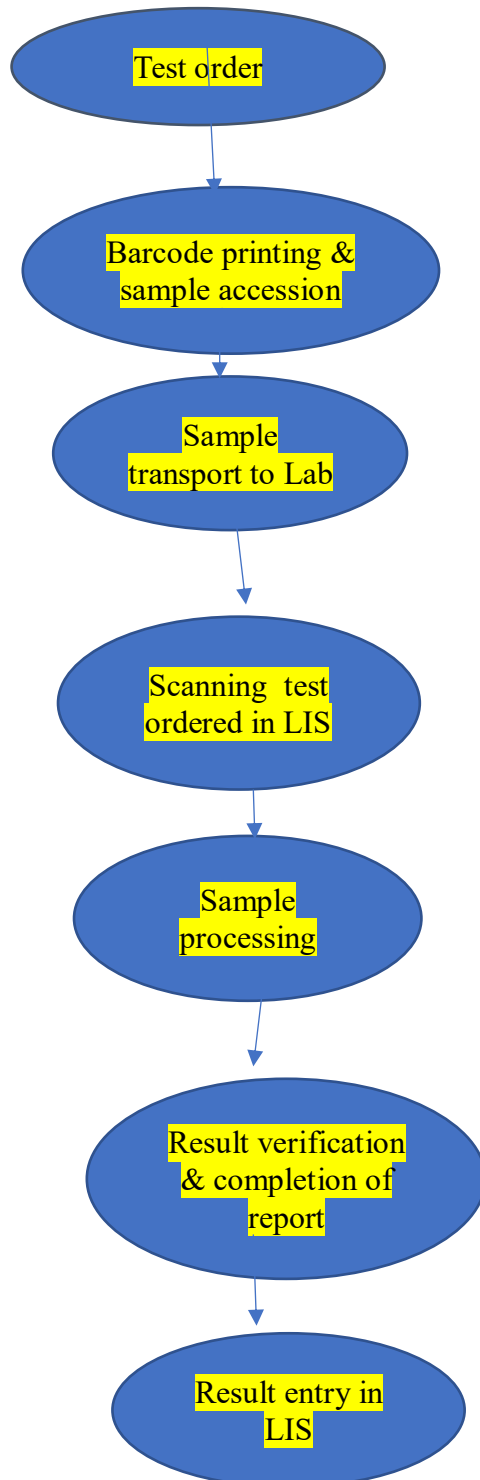 Test order
Barcode printing &
sample accession
Sample
transport to Lab
Scanning  test
ordered in LIS
Sample
processing
Result verification
& completion of
report
Result entry in
LIS